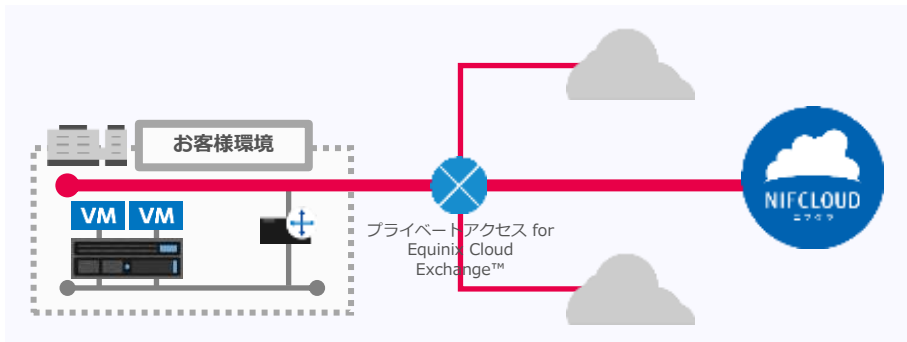 お客様環境
VM VM
プライベートアクセス for
Equinix Cloud
Exchange™
NIFCLOUD
ニフクラ